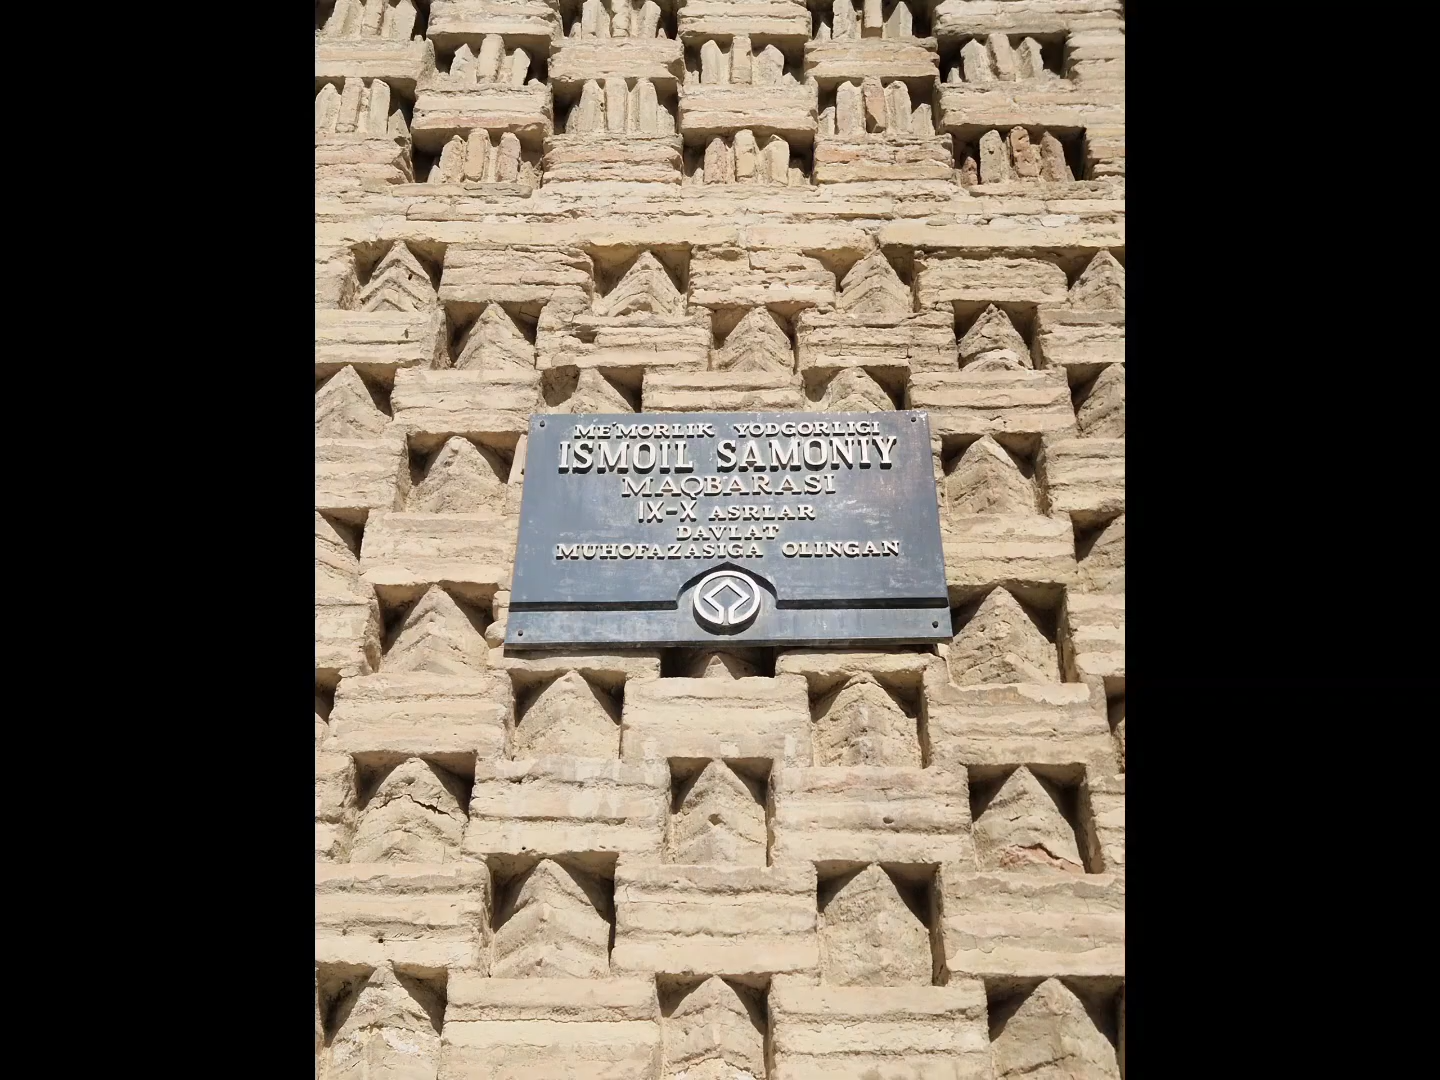 ME'MORLIK YODGORLIGI
ISMOIL SAMONIY
MAQBARASI
IX-X ASRLAR
DAVLAT
MUHOFAZASIGA OLINGAN